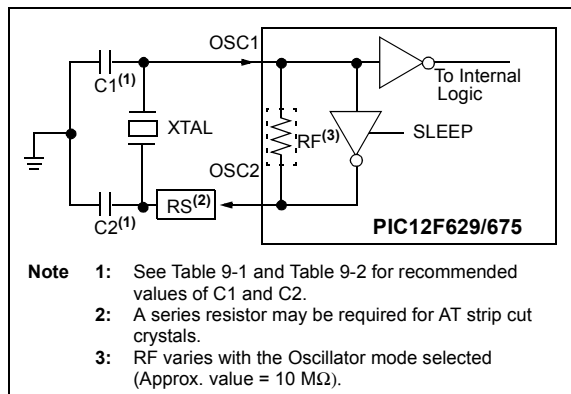 OSC1
C1(1)
To Internal
Logic
XTAL
RF(3)
SLEEP
OSC2
C2(1)
RS(2)
PIC12F629/675
Note 1: See Table 9-1 and Table 9-2 for recommended
values of C1 and C2.
2: A series resistor may be required for AT strip cut
crystals.
3: RF varies with the Oscillator mode selected
(Approx. value = 10 MΩ).